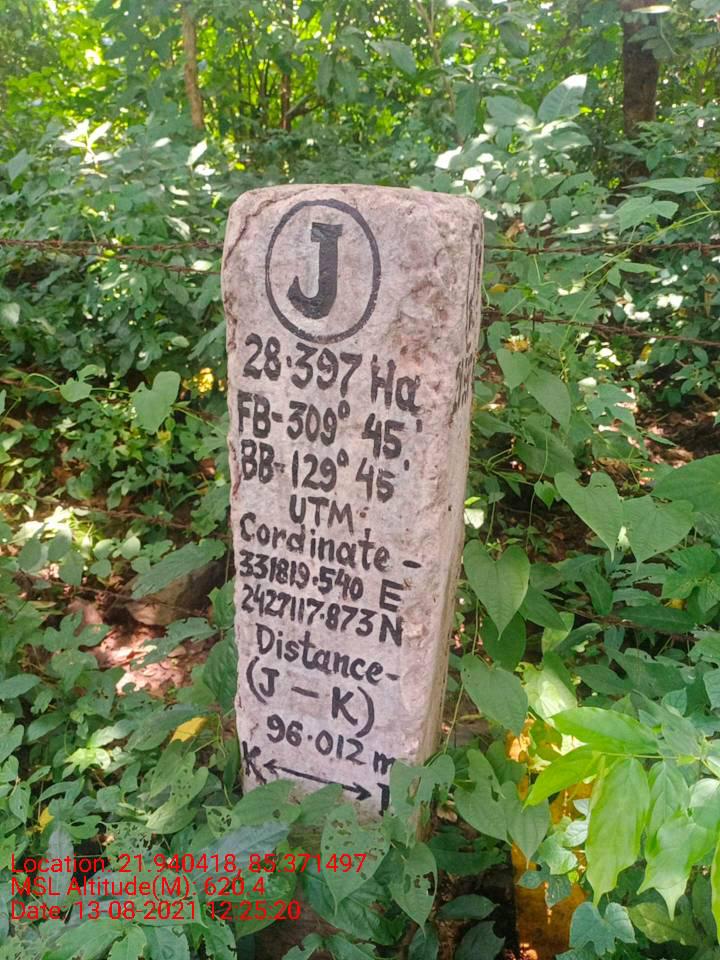 J
28.397 Ha
FB-309° 45'
BB-129° 45'
UTM
Cordinate -
331819.540 E
2427117.873 N
Distance-
(J - K)
96.012 m
K
Location: 21.940418, 85.371497
MSL Altitude(M): 620.4
Date: 13-08-2021 12:25:20